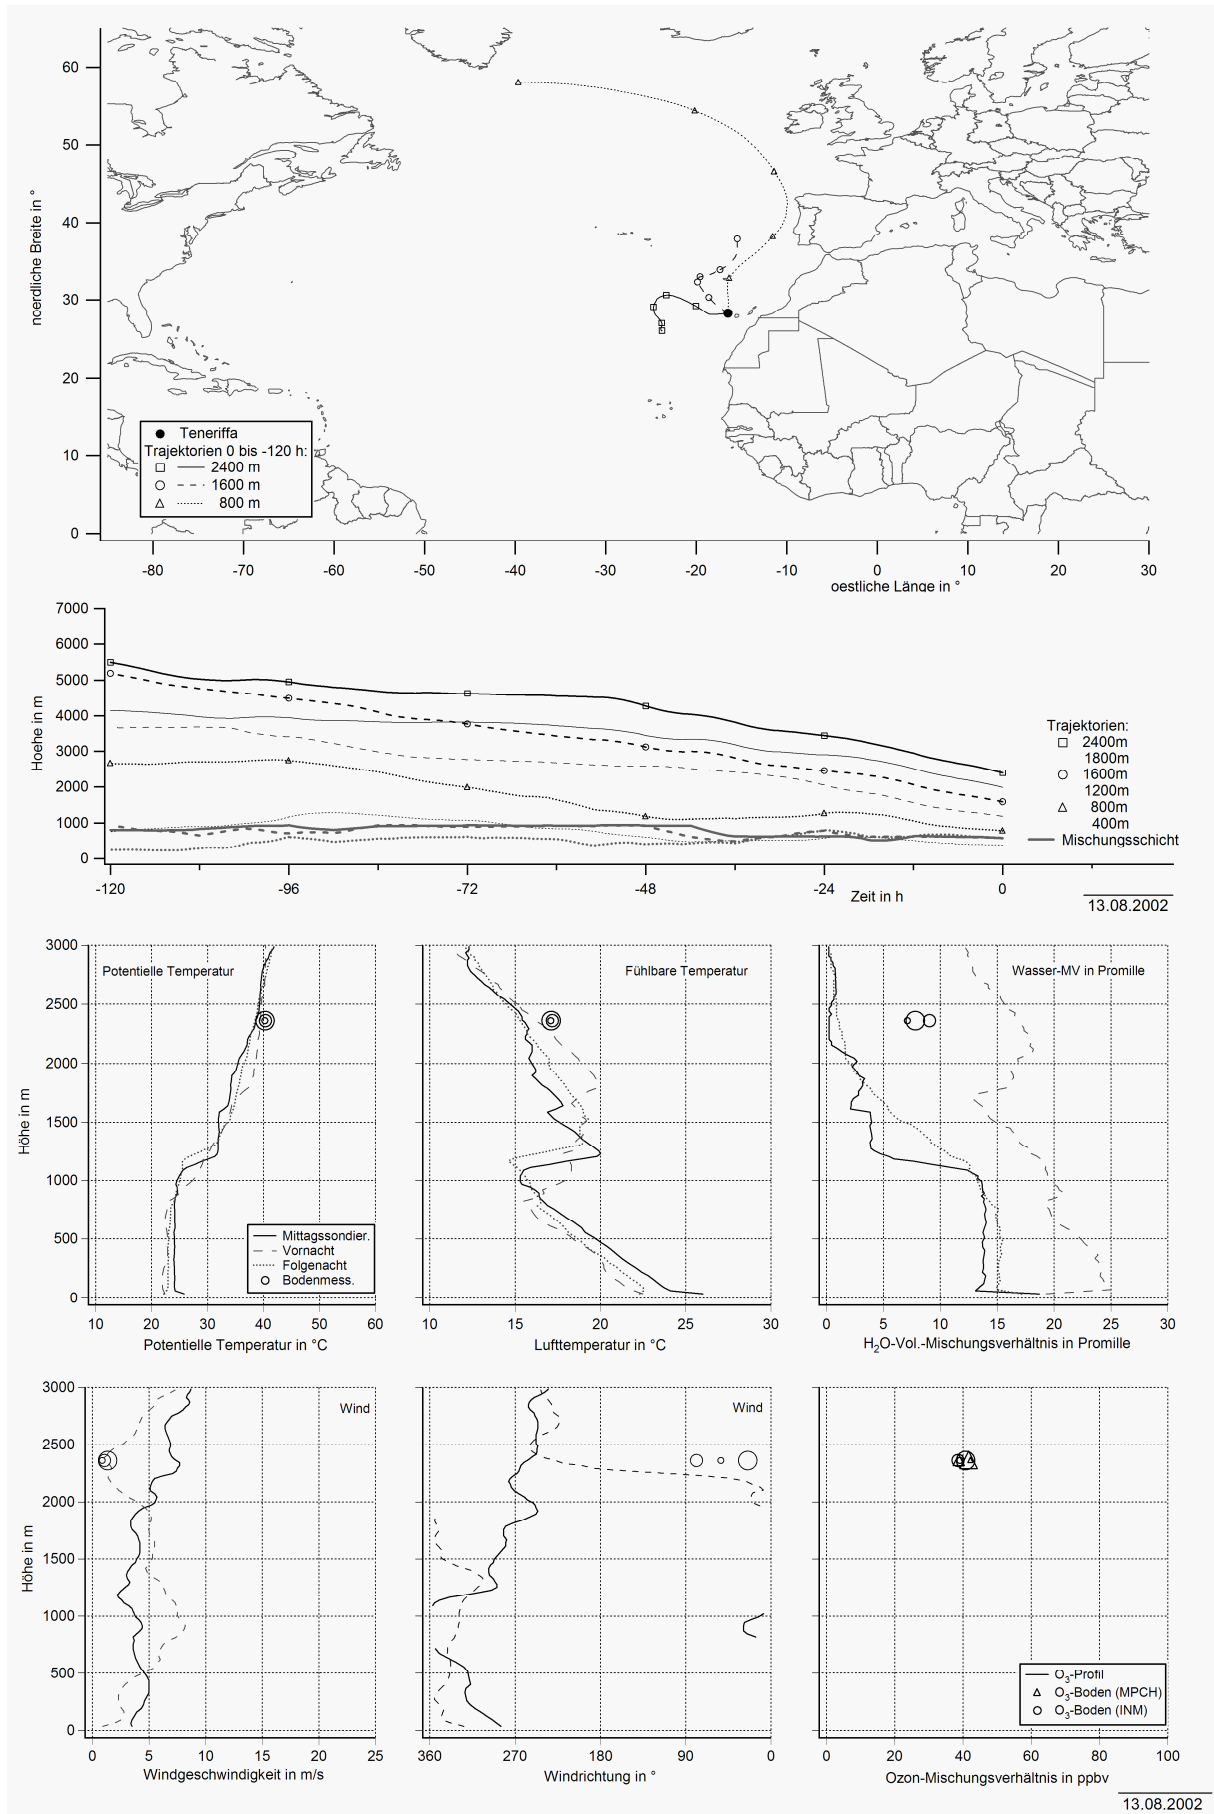 60
50
40
30
20
10
0
noerdliche Breite in °
Teneriffa
Trajektorien 0 bis -120 h:
2400 m
1600 m
800 m
-80 -70 -60 -50 -40 -30 -20 -10 0 10 20 30
oestliche Länge in °
7000
6000
5000
4000
3000
2000
1000
0
Hoehe in m
Trajektorien:
2400m
1800m
1600m
1200m
800m
400m
Mischungsschicht
-120 -96 -72 -48 -24 0
Zeit in h
13.08.2002
3000
2500
2000
1500
1000
500
0
Höhe in m
Potentielle Temperatur
Mittagssondier.
Vornacht
Folgenacht
Bodenmess.
10 20 30 40 50 60
Potentielle Temperatur in °C
Fühlbare Temperatur
10 15 20 25 30
Lufttemperatur in °C
Wasser-MV in Promille
0 5 10 15 20 25 30
H2O-Vol.-Mischungsverhältnis in Promille
3000
2500
2000
1500
1000
500
0
Höhe in m
Wind
0 5 10 15 20 25
Windgeschwindigkeit in m/s
Wind
360 270 180 90 0
Windrichtung in °
O3-Profil
O3-Boden (MPCH)
O3-Boden (INM)
0 20 40 60 80 100
Ozon-Mischungsverhältnis in ppbv
13.08.2002